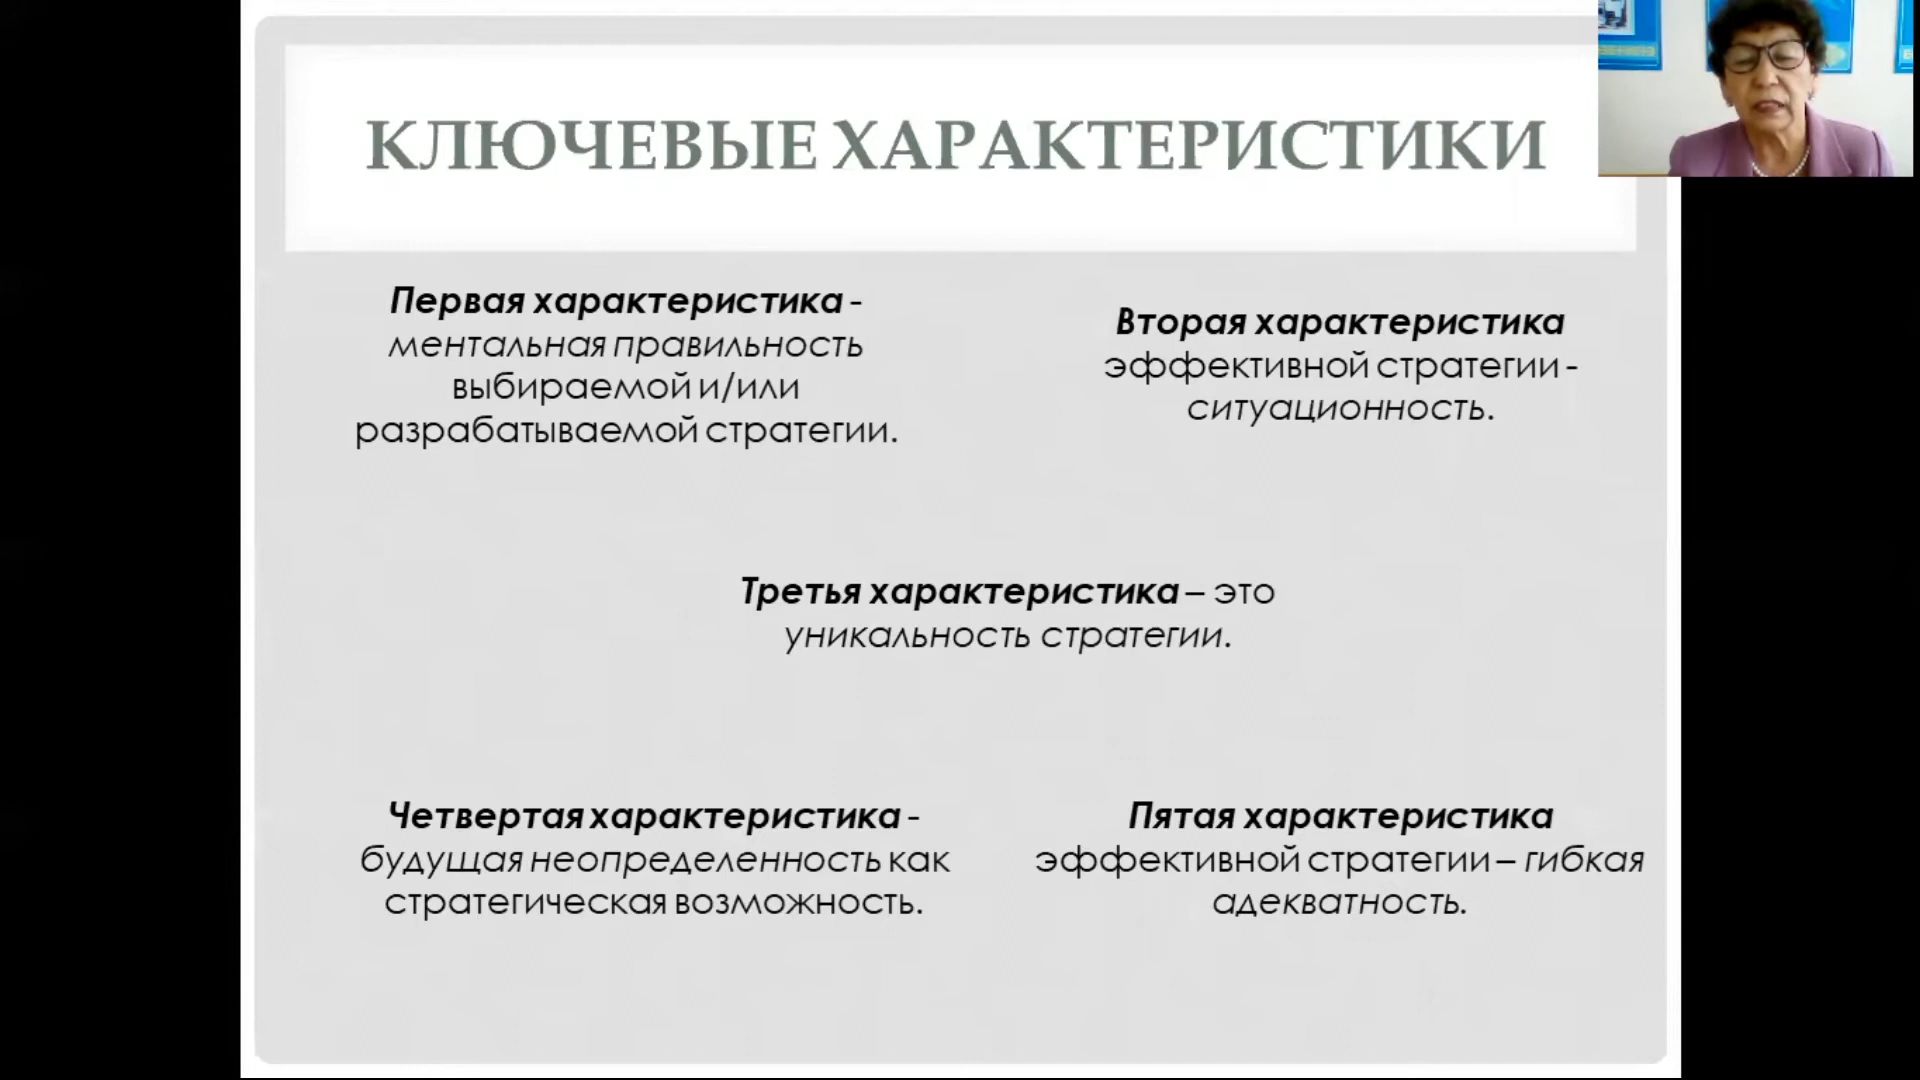 КЛЮЧЕВЫЕ ХАРАКТЕРИСТИКИ
Первая характеристика -
ментальная правильность
выбираемой и/или
разрабатываемой стратегии.
Вторая характеристика
эффективной стратегии -
ситуационность.
Третья характеристика – это
уникальность стратегии.
Четвертая характеристика -
будущая неопределенность как
стратегическая возможность.
Пятая характеристика
эффективной стратегии – гибкая
адекватность.